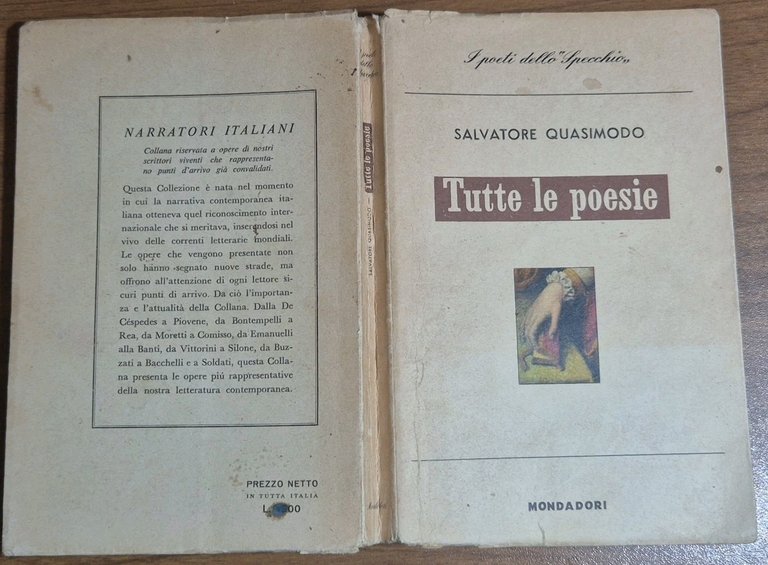 NARRATORI ITALIANI
Collana riservata a opere di nostri
scrittori viventi che rappresenta-
no punti d'arrivo già convalidati.
Questa Collezione è nata nel momento
in cui la narrativa contemporanea ita-
liana otteneva quel riconoscimento inter-
nazionale che si meritava, inserendosi nel
vivo delle correnti letterarie mondiali.
Le opere che vengono presentate non
solo hanno segnato nuove strade, ma
offrono all'attenzione di ogni lettore si-
curi punti di arrivo. Da ciò l'importan-
za e l'attualità della Collana. Dalla De
Céspedes a Piovene, da Bontempelli a
Rea, da Moretti a Comisso, da Emanuelli
alla Banti, da Vittorini a Silone, da Buz-
zati a Bacchelli e a Soldati, questa Colla-
na presenta le opere piú rappresentative
della nostra letteratura contemporanea.
PREZZO NETTO
IN TUTTA ITALIA
L.
SALVATORE QUASIMODO – Tutte le poesie
I poeti dello "Specchio„
SALVATORE QUASIMODO
Tutte le poesie
MONDADORI